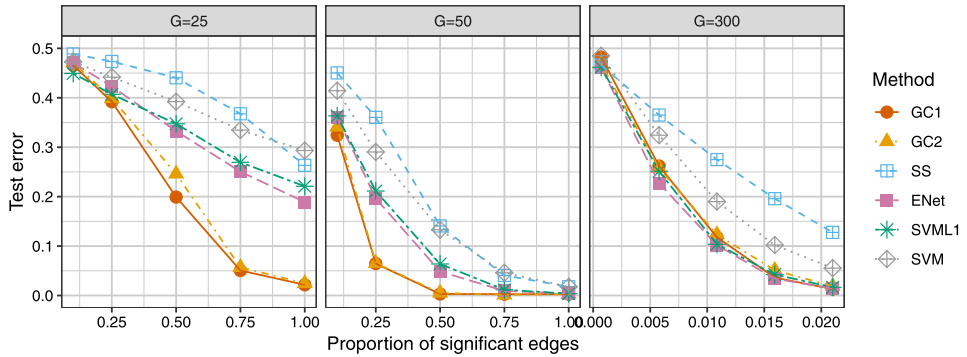 G=25 G=50 G=300
0.5
0.4
0.3
0.2
0.1
0.0
Test error
0.25 0.50 0.75 1.00 0.25 0.50 0.75 1.00 0.000 0.005 0.010 0.015 0.020
Proportion of significant edges
Method
GC1
GC2
SS
ENet
SVML1
SVM